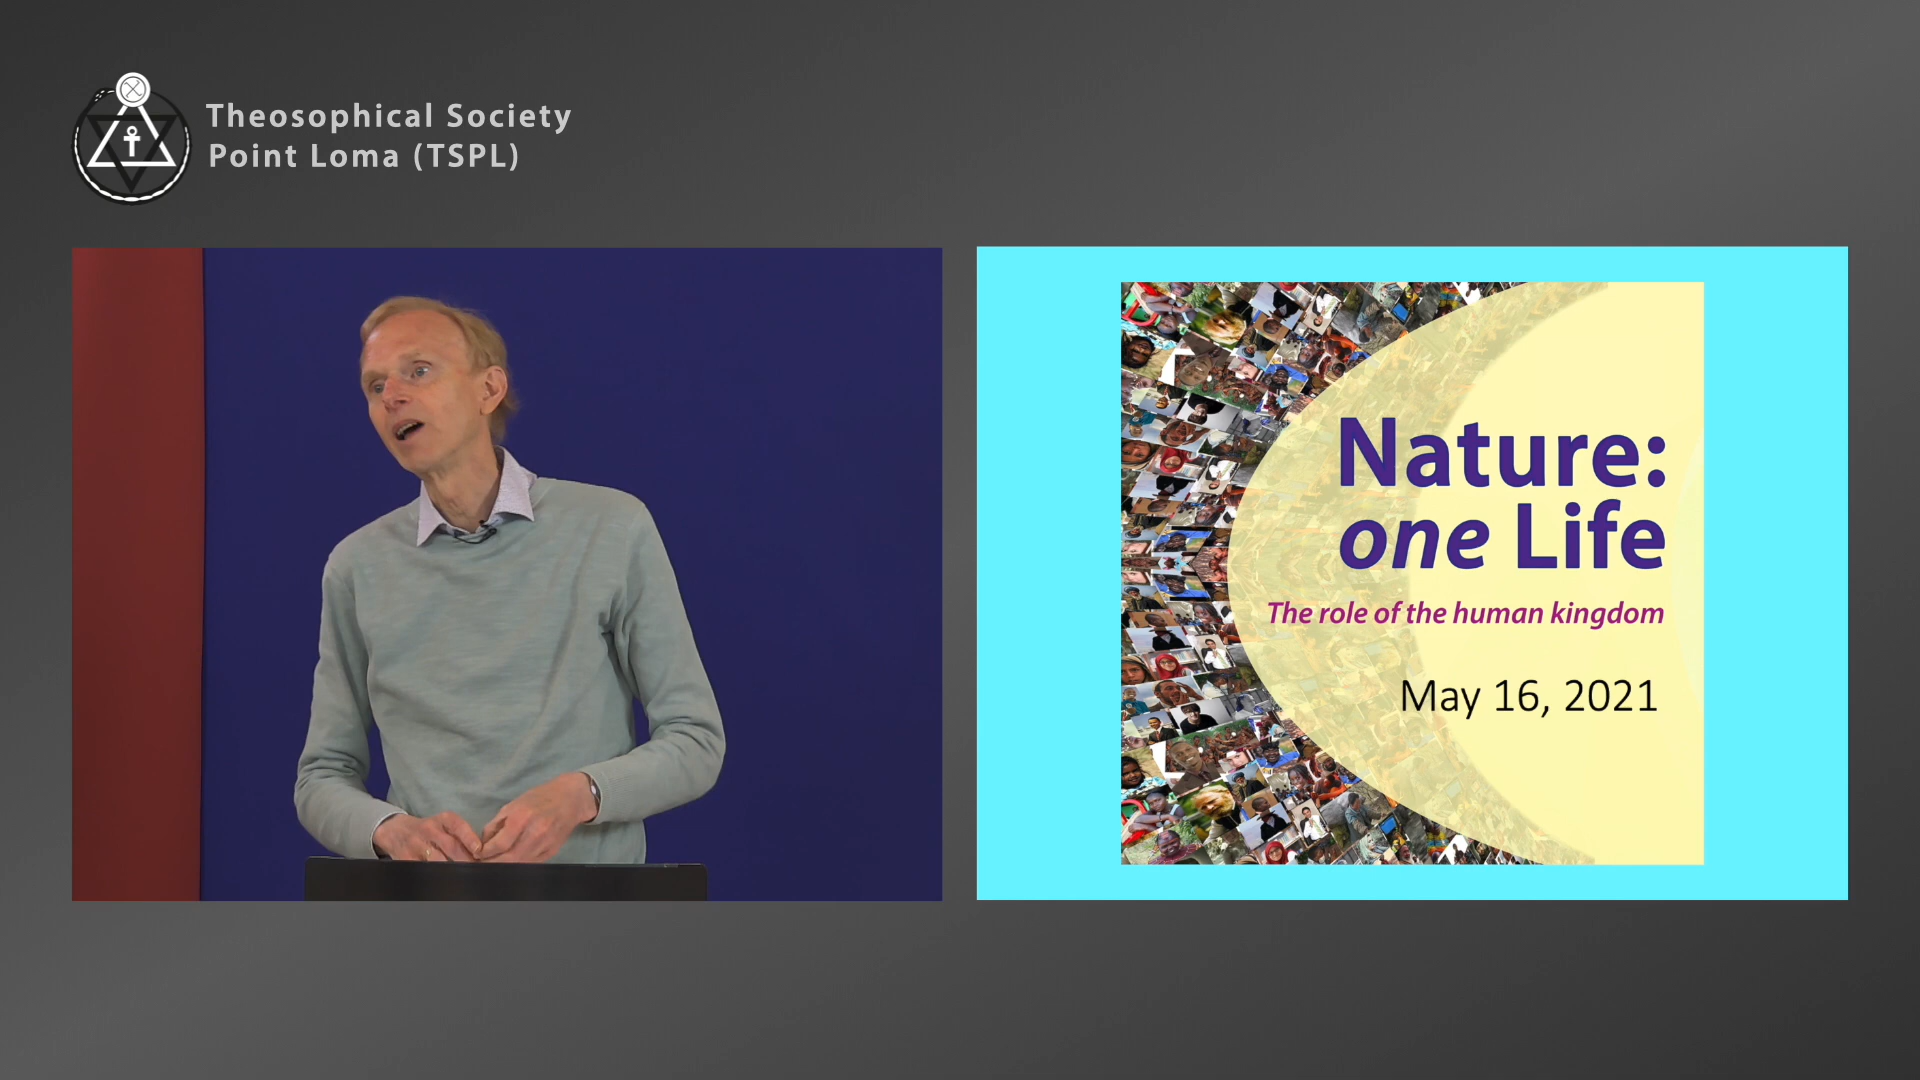 Theosophical Society
Point Loma (TSPL)
Nature:
one Life
The role of the human kingdom
May 16, 2021